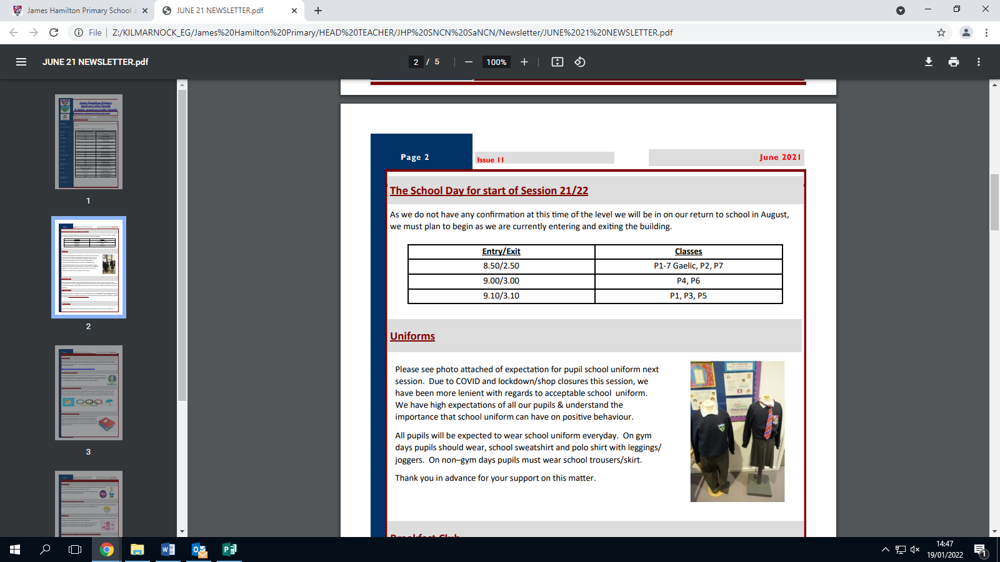 James Hamilton Primary School a
JUNE 21 NEWSLETTER.pdf
File
Z:/KILMARNOCK_EG/James%20Hamilton%20Primary/HEAD%20TEACHER/JHP%20SNCN%20SaNCN/Newsletter/JUNE%2021%20NEWSLETTER.pdf
JUNE 21 NEWSLETTER.pdf
2 / 5
100%
1
2
3
Page 2
Issue 11
June 2021
The School Day for start of Session 21/22
As we do not have any confirmation at this time of the level we will be in on our return to school in August,
we must plan to begin as we are currently entering and exiting the building.
Entry/Exit Classes
8.50/2.50 P1-7 Gaelic, P2, P7
9.00/3.00 P4, P6
9.10/3.10 P1, P3, P5
Uniforms
Please see photo attached of expectation for pupil school uniform next
session. Due to COVID and lockdown/shop closures this session, we
have been more lenient with regards to acceptable school uniform.
We have high expectations of all our pupils & understand the
importance that school uniform can have on positive behaviour.
All pupils will be expected to wear school uniform everyday. On gym
days pupils should wear, school sweatshirt and polo shirt with leggings/
joggers. On non–gym days pupils must wear school trousers/skirt.
Thank you in advance for your support on this matter.
Breakfast Club
14:47
19/01/2022
1